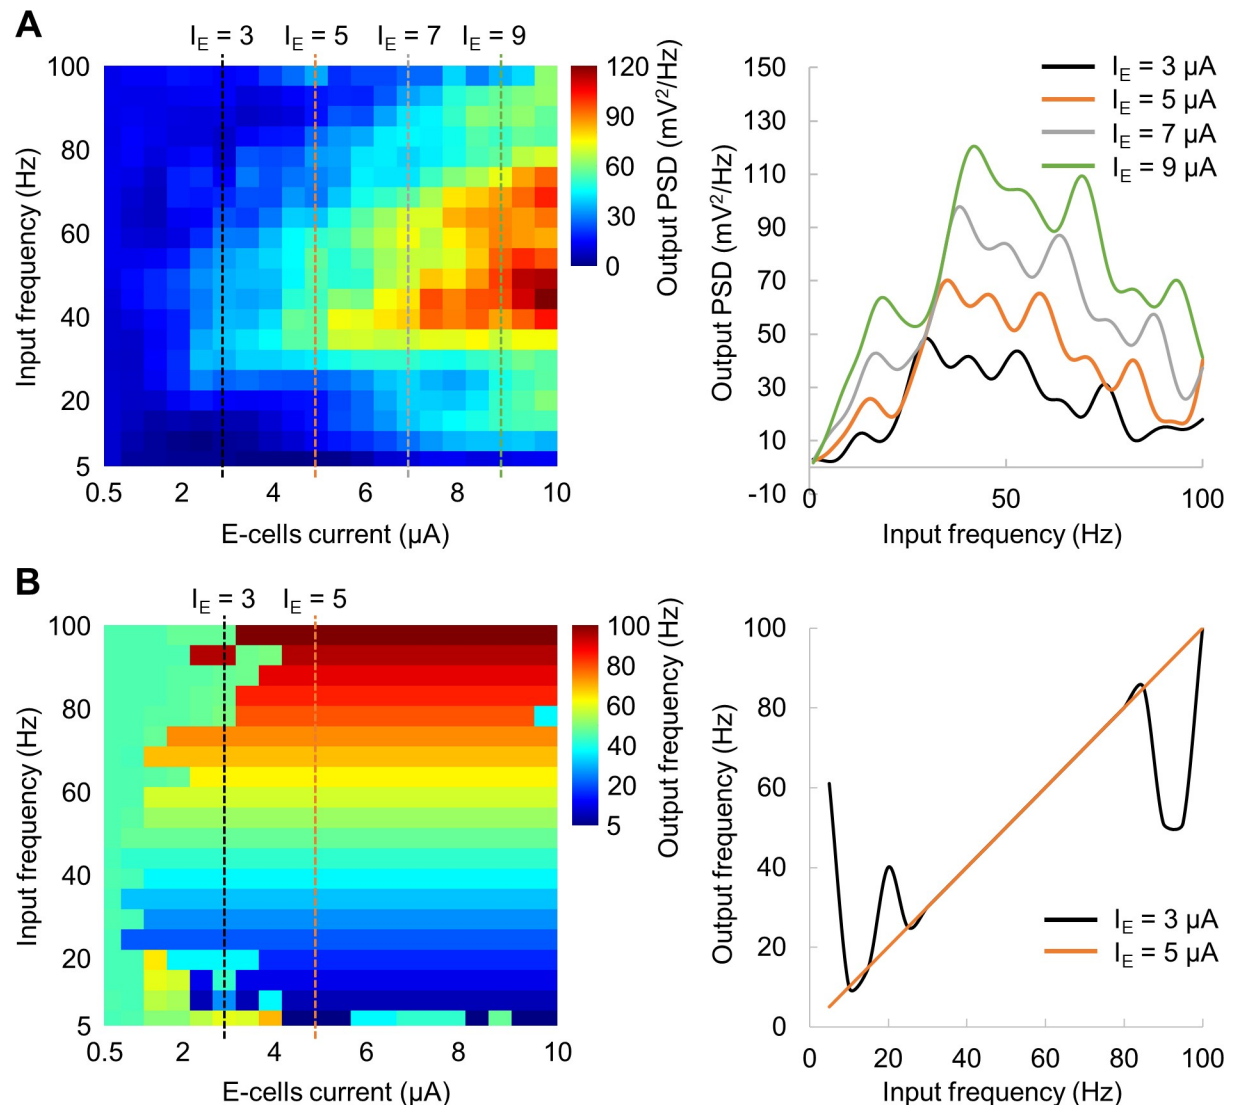 A
I_E = 3 I_E = 5 I_E = 7 I_E = 9
100
80
60
40
20
5
Input frequency (Hz)
0.5 2 4 6 8 10
E-cells current (µA)
120
90
60
30
0
Output PSD (mV²/Hz)
I_E = 3 µA
I_E = 5 µA
I_E = 7 µA
I_E = 9 µA
150
130
110
90
70
50
30
10
-10
Output PSD (mV²/Hz)
0 50 100
Input frequency (Hz)
B
I_E = 3 I_E = 5
100
80
60
40
20
5
Input frequency (Hz)
0.5 2 4 6 8 10
E-cells current (µA)
100
80
60
40
20
5
Output frequency (Hz)
100
80
60
40
20
0
Output frequency (Hz)
I_E = 3 µA
I_E = 5 µA
0 20 40 60 80 100
Input frequency (Hz)